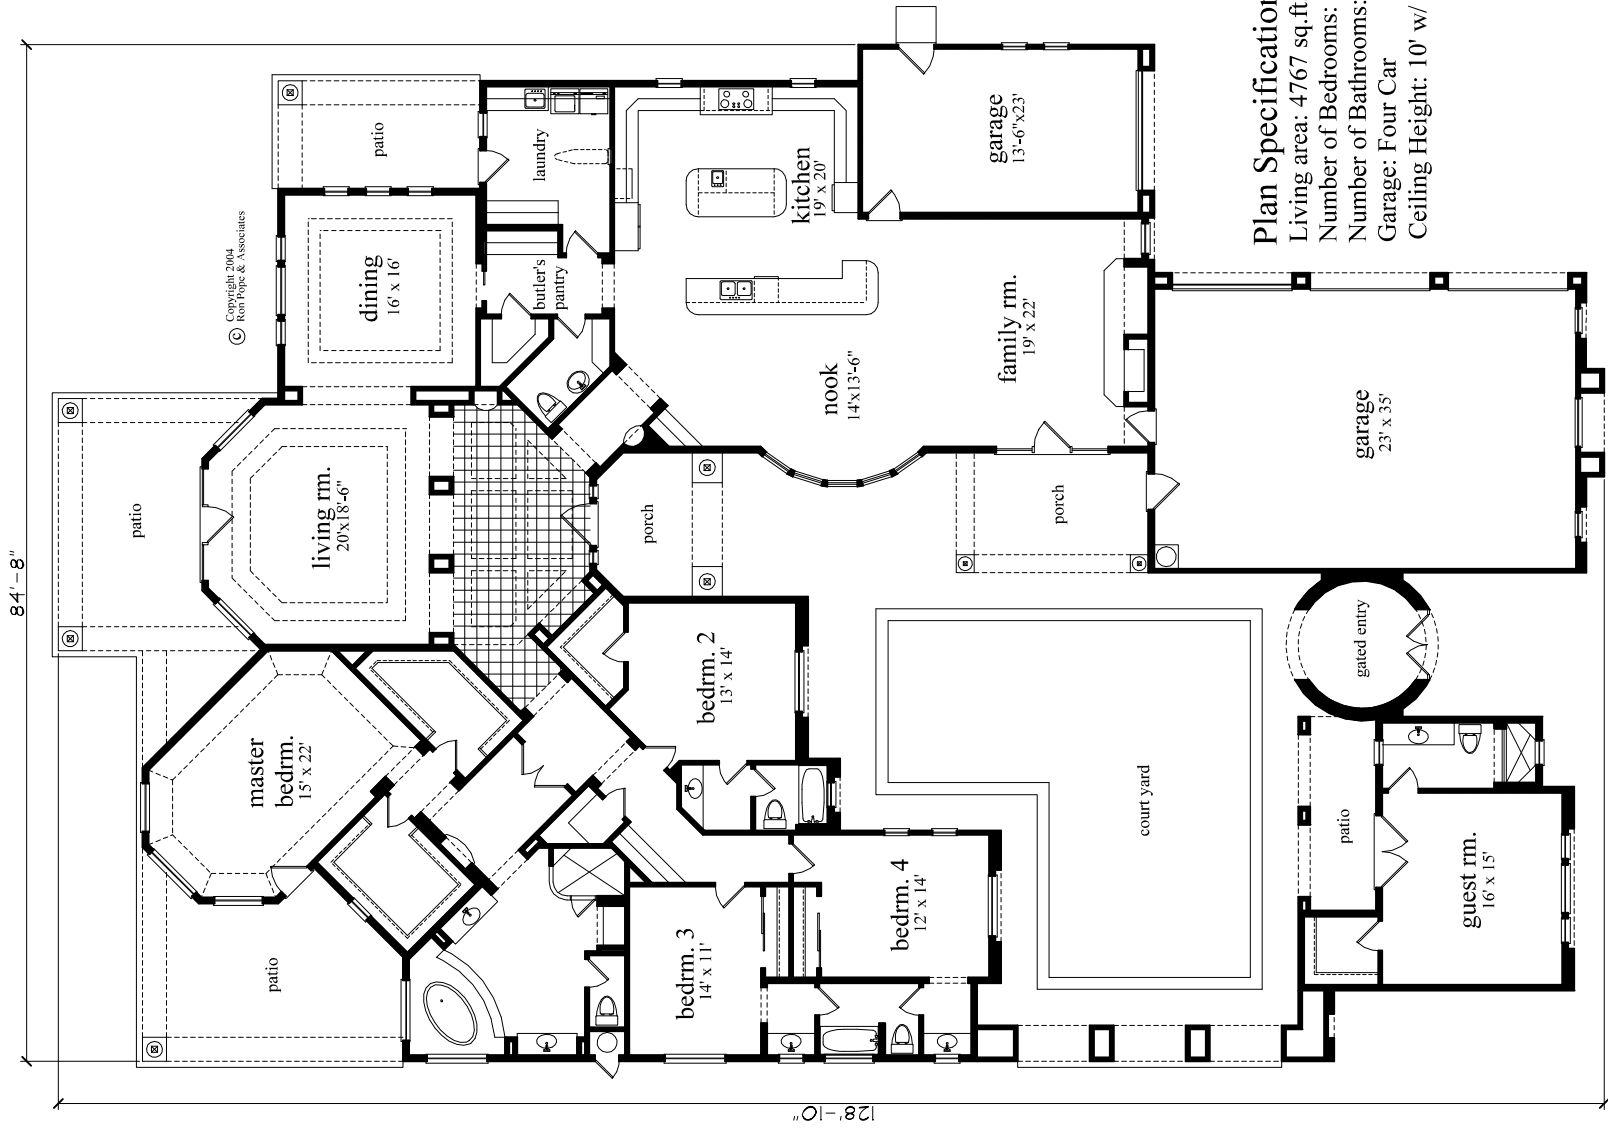 84'-8"
128'-10"
© Copyright 2004
Ron Pope & Associates
patio
laundry
dining
16' x 16'
butler's
pantry
kitchen
19' x 20'
garage
13'-6"x23'
Plan Specification
Living area: 4767 sq.ft
Number of Bedrooms:
Number of Bathrooms:
Garage: Four Car
Ceiling Height: 10' w/
patio
living rm.
20'x18'-6"
nook
14'x13'-6"
family rm.
19' x 22'
garage
23' x 35'
porch
porch
master
bedrm.
15' x 22'
bedrm. 2
13' x 14'
gated entry
court yard
patio
patio
bedrm. 3
14' x 11'
bedrm. 4
12' x 14'
guest rm.
16' x 15'